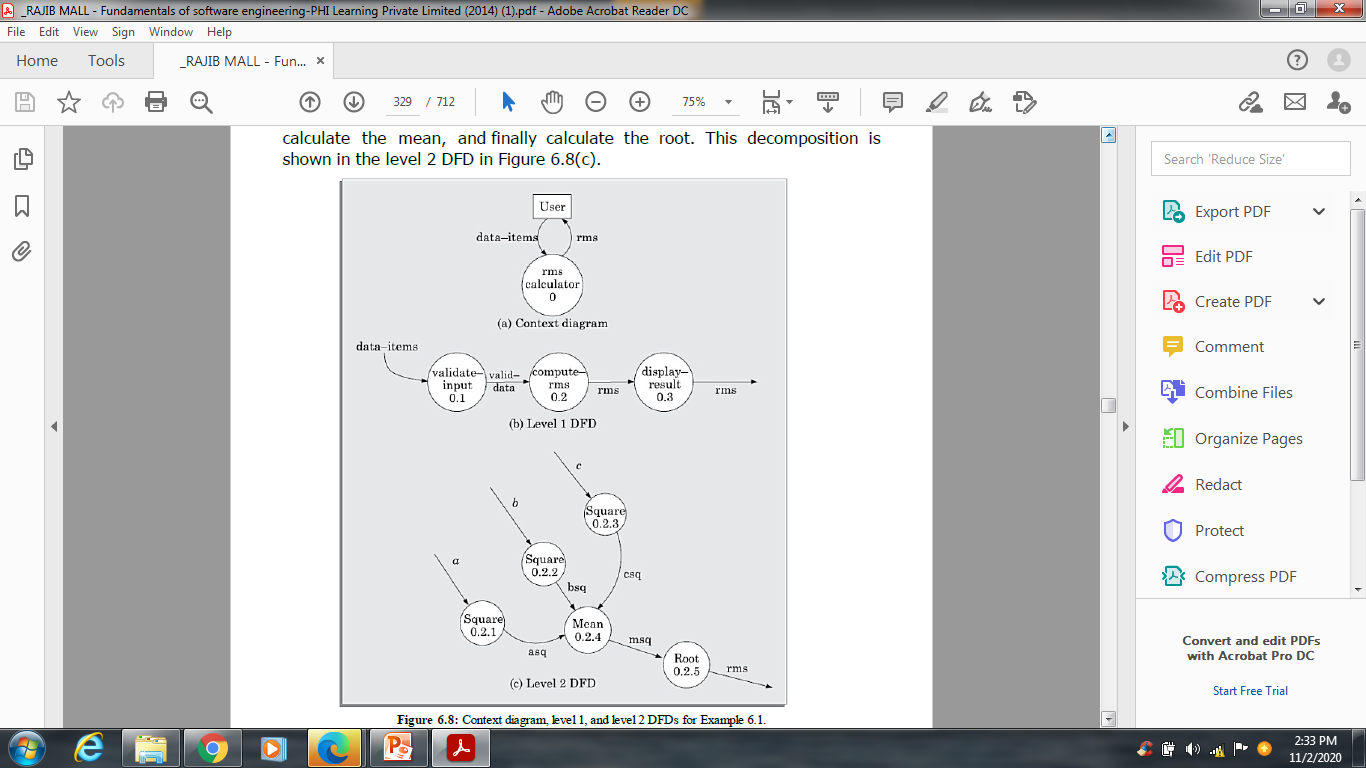 _RAJIB MALL - Fundamentals of software engineering-PHI Learning Private Limited (2014) (1).pdf - Adobe Acrobat Reader DC
File Edit View Sign Window Help
Home Tools _RAJIB MALL - Fun... ×
329 / 712 75%
calculate the mean, and finally calculate the root. This decomposition is
shown in the level 2 DFD in Figure 6.8(c).
User
data–items rms
rms
calculator
0
(a) Context diagram
data–items
validate–
input
0.1
valid–
data
compute–
rms
0.2
rms
display–
result
0.3
rms
(b) Level 1 DFD
c
Square
0.2.3
b
Square
0.2.2
csq
a
bsq
Square
0.2.1
asq
Mean
0.2.4
msq
Root
0.2.5
rms
(c) Level 2 DFD
Figure 6.8: Context diagram, level 1, and level 2 DFDs for Example 6.1.
Search 'Reduce Size'
Export PDF
Edit PDF
Create PDF
Comment
Combine Files
Organize Pages
Redact
Protect
Compress PDF
Convert and edit PDFs
with Acrobat Pro DC
Start Free Trial
2:33 PM
11/2/2020